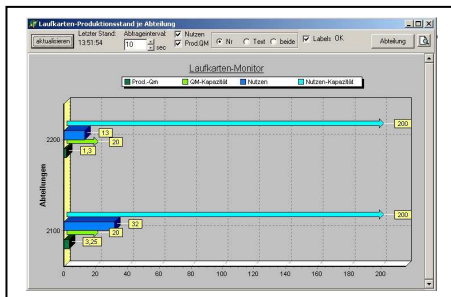 Laufkarten-Produktionsstand je Abteilung
aktualisieren
Letzter Stand:
13:51:54
Abfrageinterval:
10
sec
Nutzen
Prod.QM
Nr
Text
beide
Labels OK
Abteilung
Laufkarten-Monitor
Prod.-Qm
QM-Kapazität
Nutzen
Nutzen-Kapazität
Abteilungen
2200
200
13
20
1,3
2100
200
32
20
3,25
0 20 40 60 80 100 120 140 160 180 200